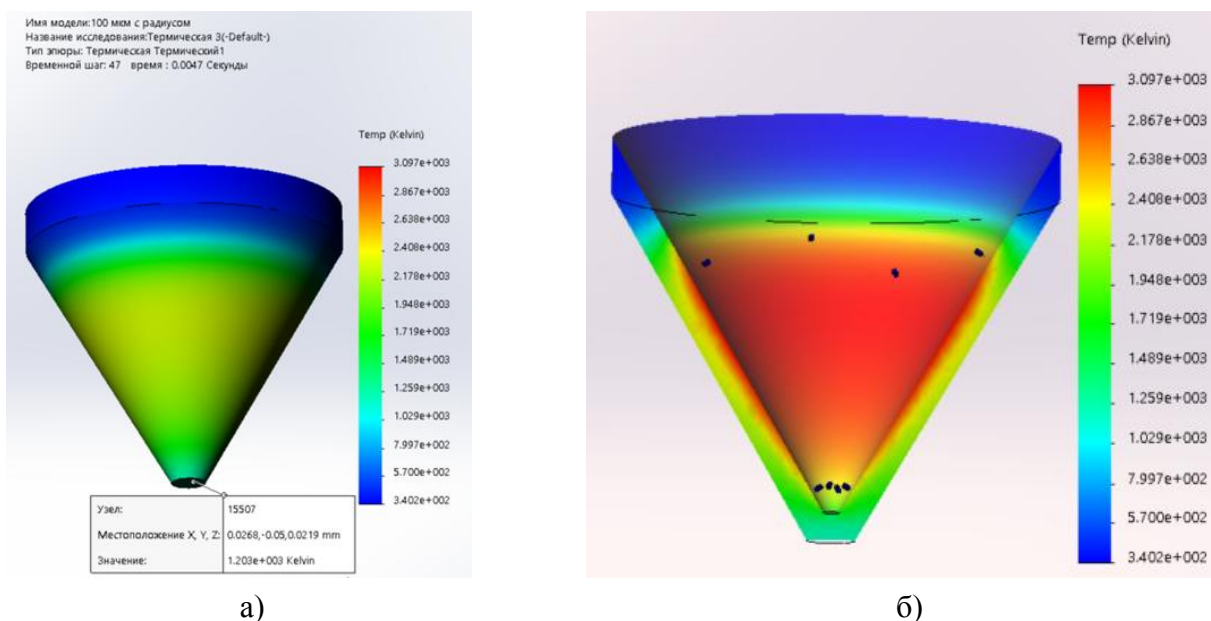 Имя модели:100 мкм с радиусом
Название исследования:Термическая 3(-Default-)
Тип эпюры: Термическая Термический1
Временной шаг: 47 время : 0.0047 Секунды
Temp (Kelvin)
3.097e+003
2.867e+003
2.638e+003
2.408e+003
2.178e+003
1.948e+003
1.719e+003
1.489e+003
1.259e+003
1.029e+003
7.997e+002
5.700e+002
3.402e+002
Узел: 15507
Местоположение X, Y, Z: 0.0268,-0.05,0.0219 mm
Значение: 1.203e+003 Kelvin
а)
Temp (Kelvin)
3.097e+003
2.867e+003
2.638e+003
2.408e+003
2.178e+003
1.948e+003
1.719e+003
1.489e+003
1.259e+003
1.029e+003
7.997e+002
5.700e+002
3.402e+002
б)